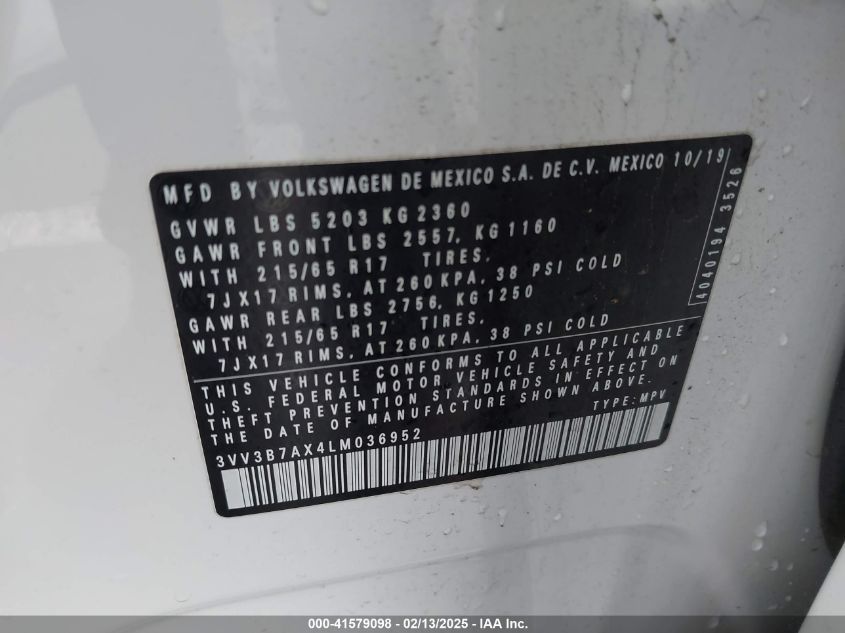 MFD BY VOLKSWAGEN DE MEXICO S.A. DE C.V. MEXICO 10/19
GVWR LBS 5203 KG 2360
GAWR FRONT LBS 2557, KG 1160
WITH 215/65 R17 TIRES,
7JX17 RIMS, AT 260 KPA, 38 PSI COLD
GAWR REAR LBS 2756, KG 1250
WITH 215/65 R17 TIRES,
7JX17 RIMS, AT 260 KPA, 38 PSI COLD
4040194 3526
THIS VEHICLE CONFORMS TO ALL APPLICABLE
U.S. FEDERAL MOTOR VEHICLE SAFETY AND
THEFT PREVENTION STANDARDS IN EFFECT ON
THE DATE OF MANUFACTURE SHOWN ABOVE.
3VV3B7AX4LM036952 TYPE: MPV
000-41579098 - 02/13/2025 - IAA Inc.